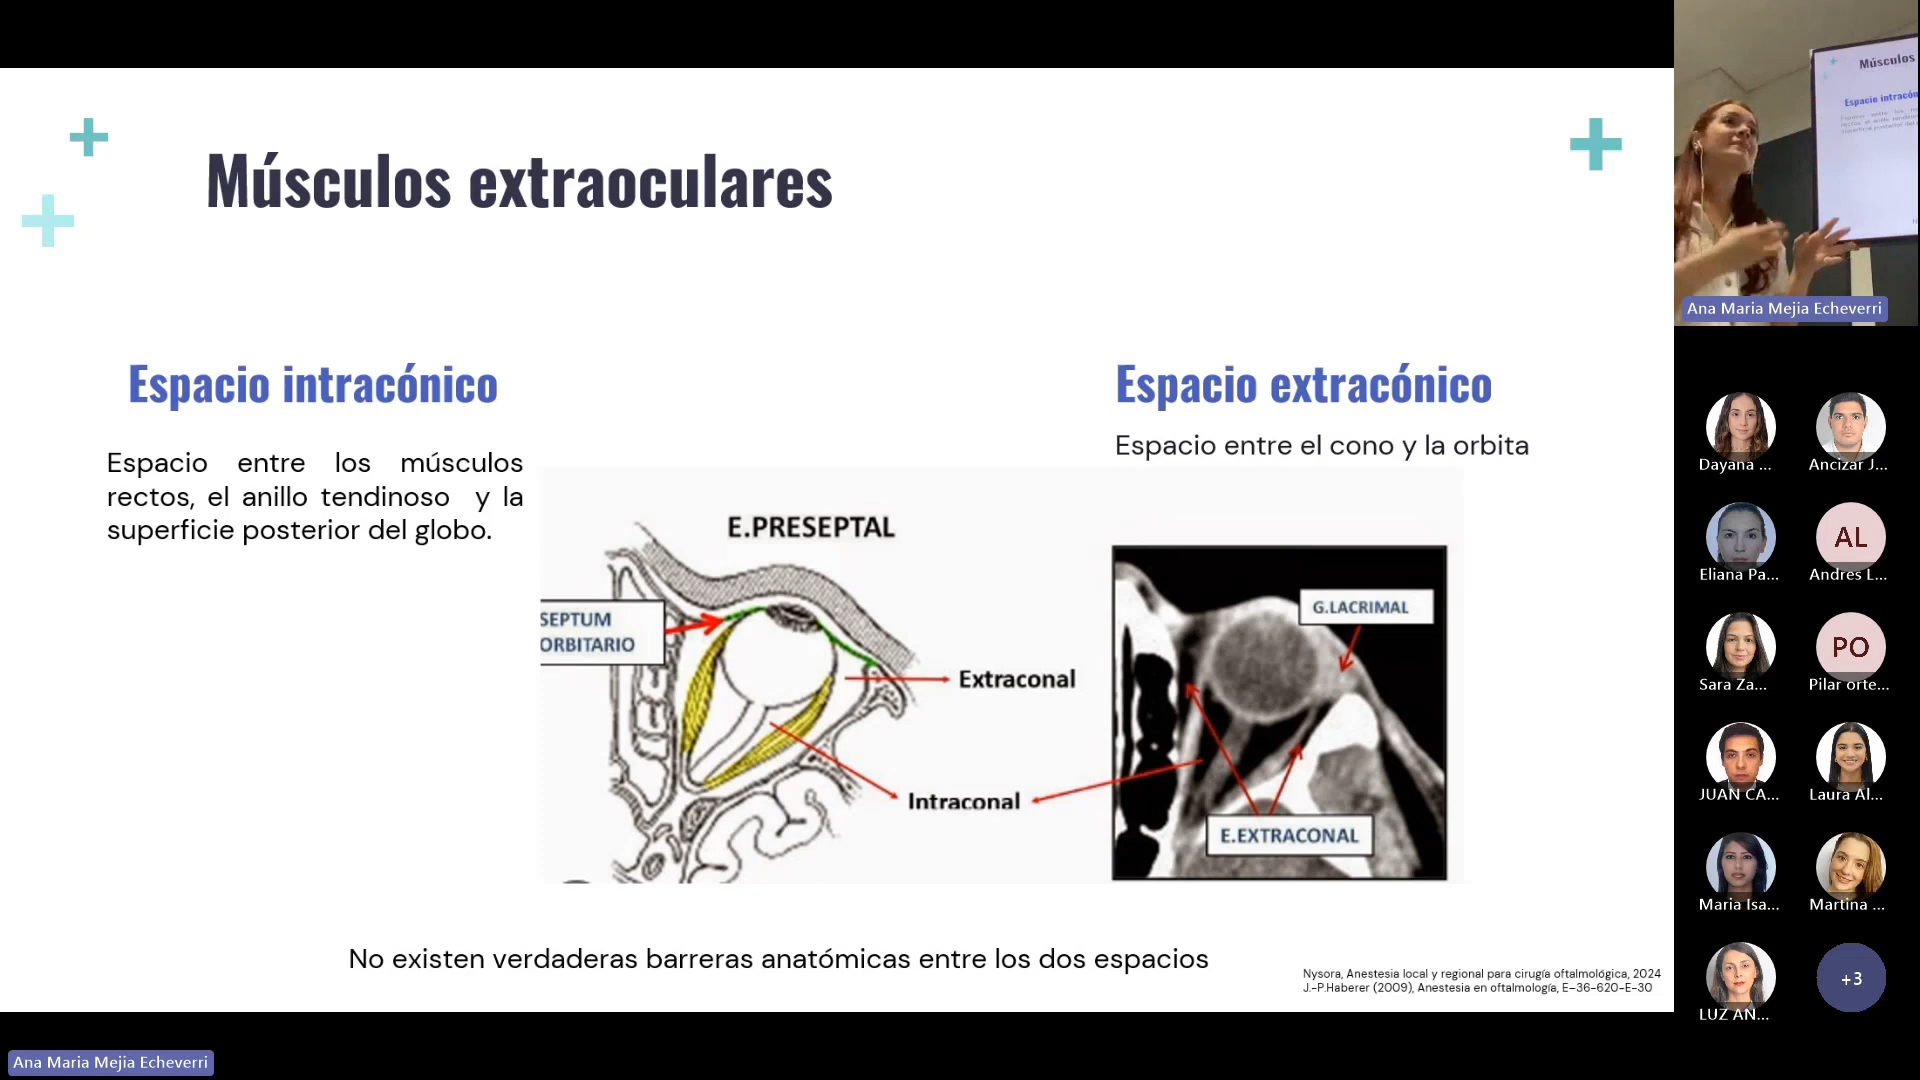 Músculos extraoculares
Espacio intracónico
Espacio entre los músculos
rectos, el anillo tendinoso y la
superficie posterior del globo.
Espacio extracónico
Espacio entre el cono y la orbita
E.PRESEPTAL
SEPTUM
ORBITARIO
Extraconal
Intraconal
G.LACRIMAL
E.EXTRACONAL
No existen verdaderas barreras anatómicas entre los dos espacios
Nysora, Anestesia local y regional para cirugía oftalmológica, 2024
J.-P.Haberer (2009), Anestesia en oftalmología, E–36-620-E-30
Músculos
Espacio intracón
Ana Maria Mejia Echeverri
Dayana ...
Ancizar J...
Eliana Pa...
AL
Andres L...
Sara Za...
PO
Pilar orte...
JUAN CA...
Laura Al...
Maria Isa...
Martina ...
LUZ AN...
+3
Ana Maria Mejia Echeverri